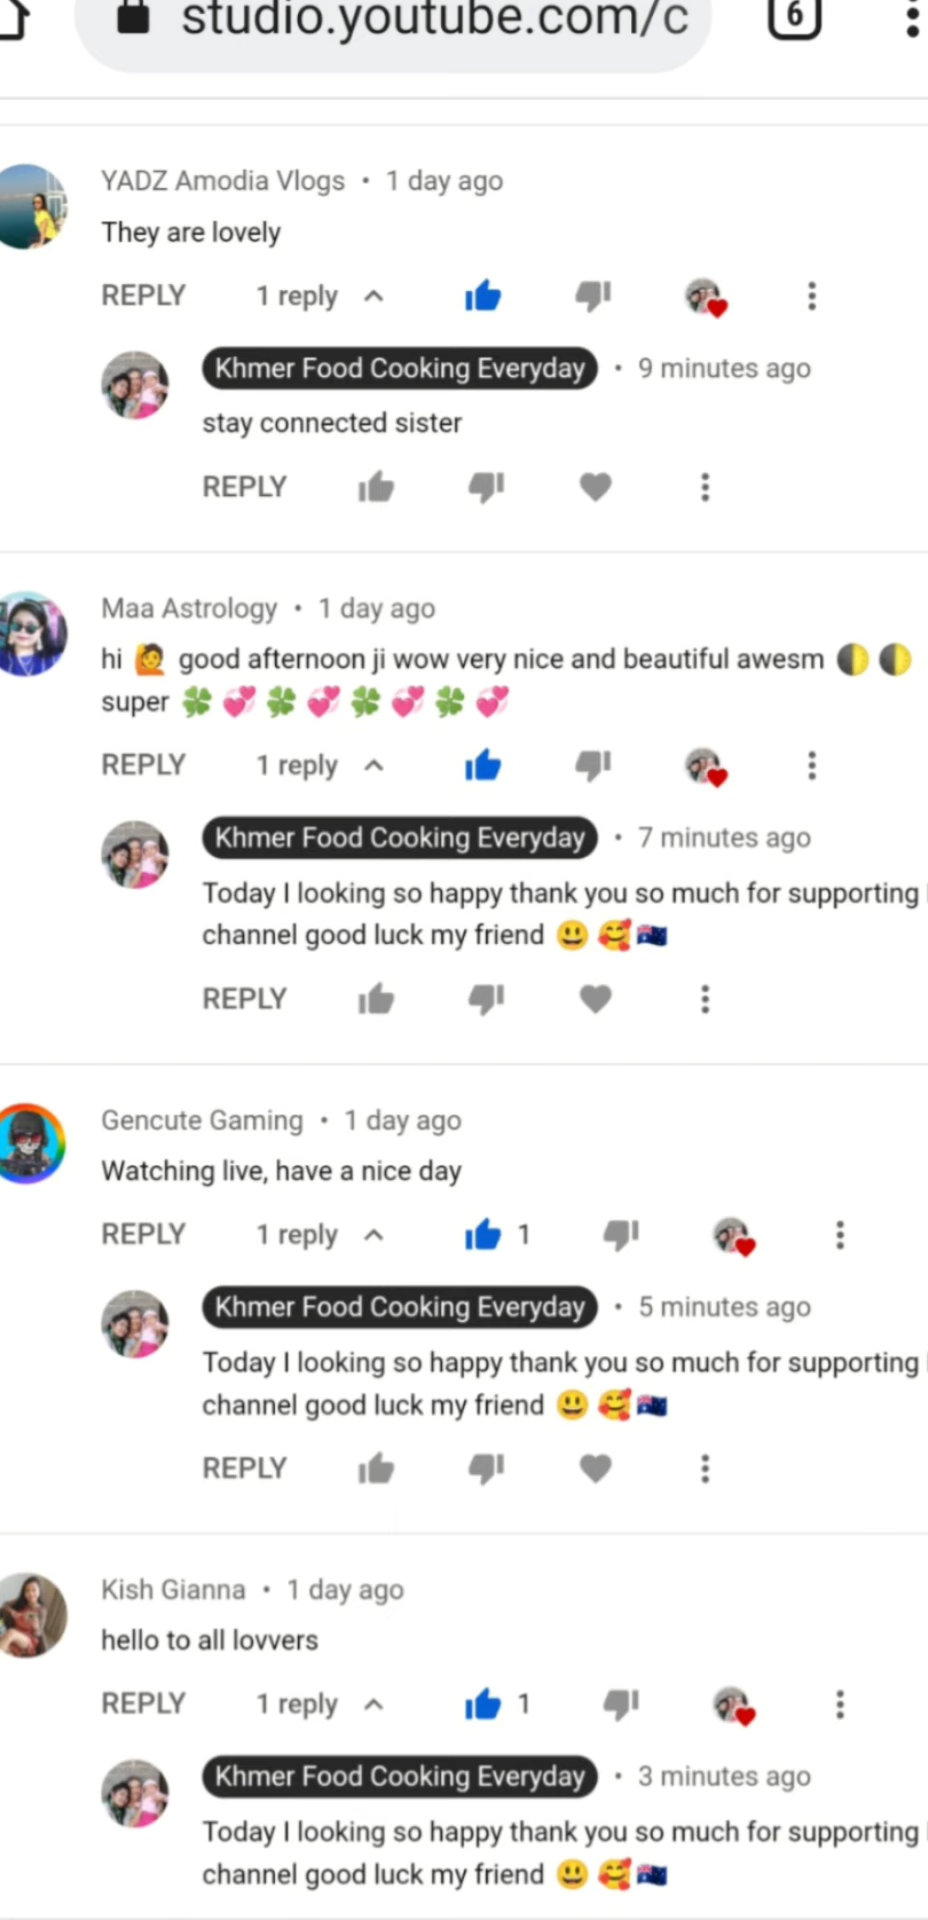 studio.youtube.com/c
6
YADZ Amodia Vlogs • 1 day ago
They are lovely
REPLY 1 reply
Khmer Food Cooking Everyday • 9 minutes ago
stay connected sister
REPLY
Maa Astrology • 1 day ago
hi 🙋 good afternoon ji wow very nice and beautiful awesm 🌓🌓
super 🍀💞🍀💞🍀💞🍀💞
REPLY 1 reply
Khmer Food Cooking Everyday • 7 minutes ago
Today I looking so happy thank you so much for supporting
channel good luck my friend 😃🥰🇦🇺
REPLY
Gencute Gaming • 1 day ago
Watching live, have a nice day
REPLY 1 reply 1
Khmer Food Cooking Everyday • 5 minutes ago
Today I looking so happy thank you so much for supporting
channel good luck my friend 😃🥰🇦🇺
REPLY
Kish Gianna • 1 day ago
hello to all lovvers
REPLY 1 reply 1
Khmer Food Cooking Everyday • 3 minutes ago
Today I looking so happy thank you so much for supporting
channel good luck my friend 😃🥰🇦🇺